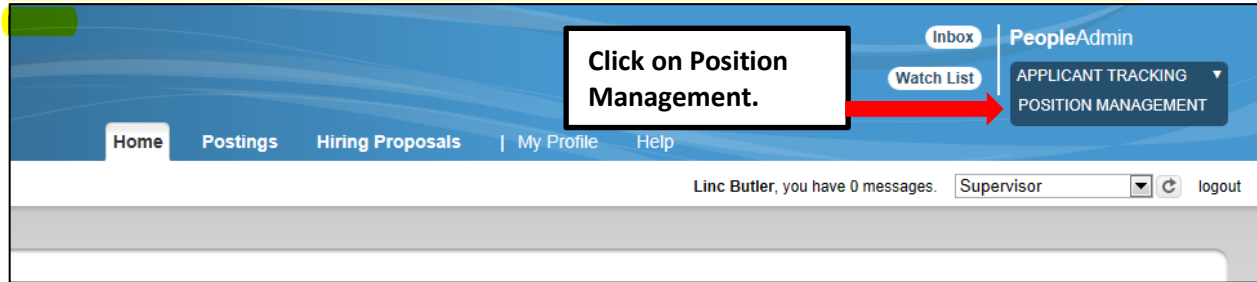 Inbox
PeopleAdmin
Click on Position
Management.
Watch List
APPLICANT TRACKING
POSITION MANAGEMENT
Home Postings Hiring Proposals | My Profile Help
Linc Butler, you have 0 messages. Supervisor logout